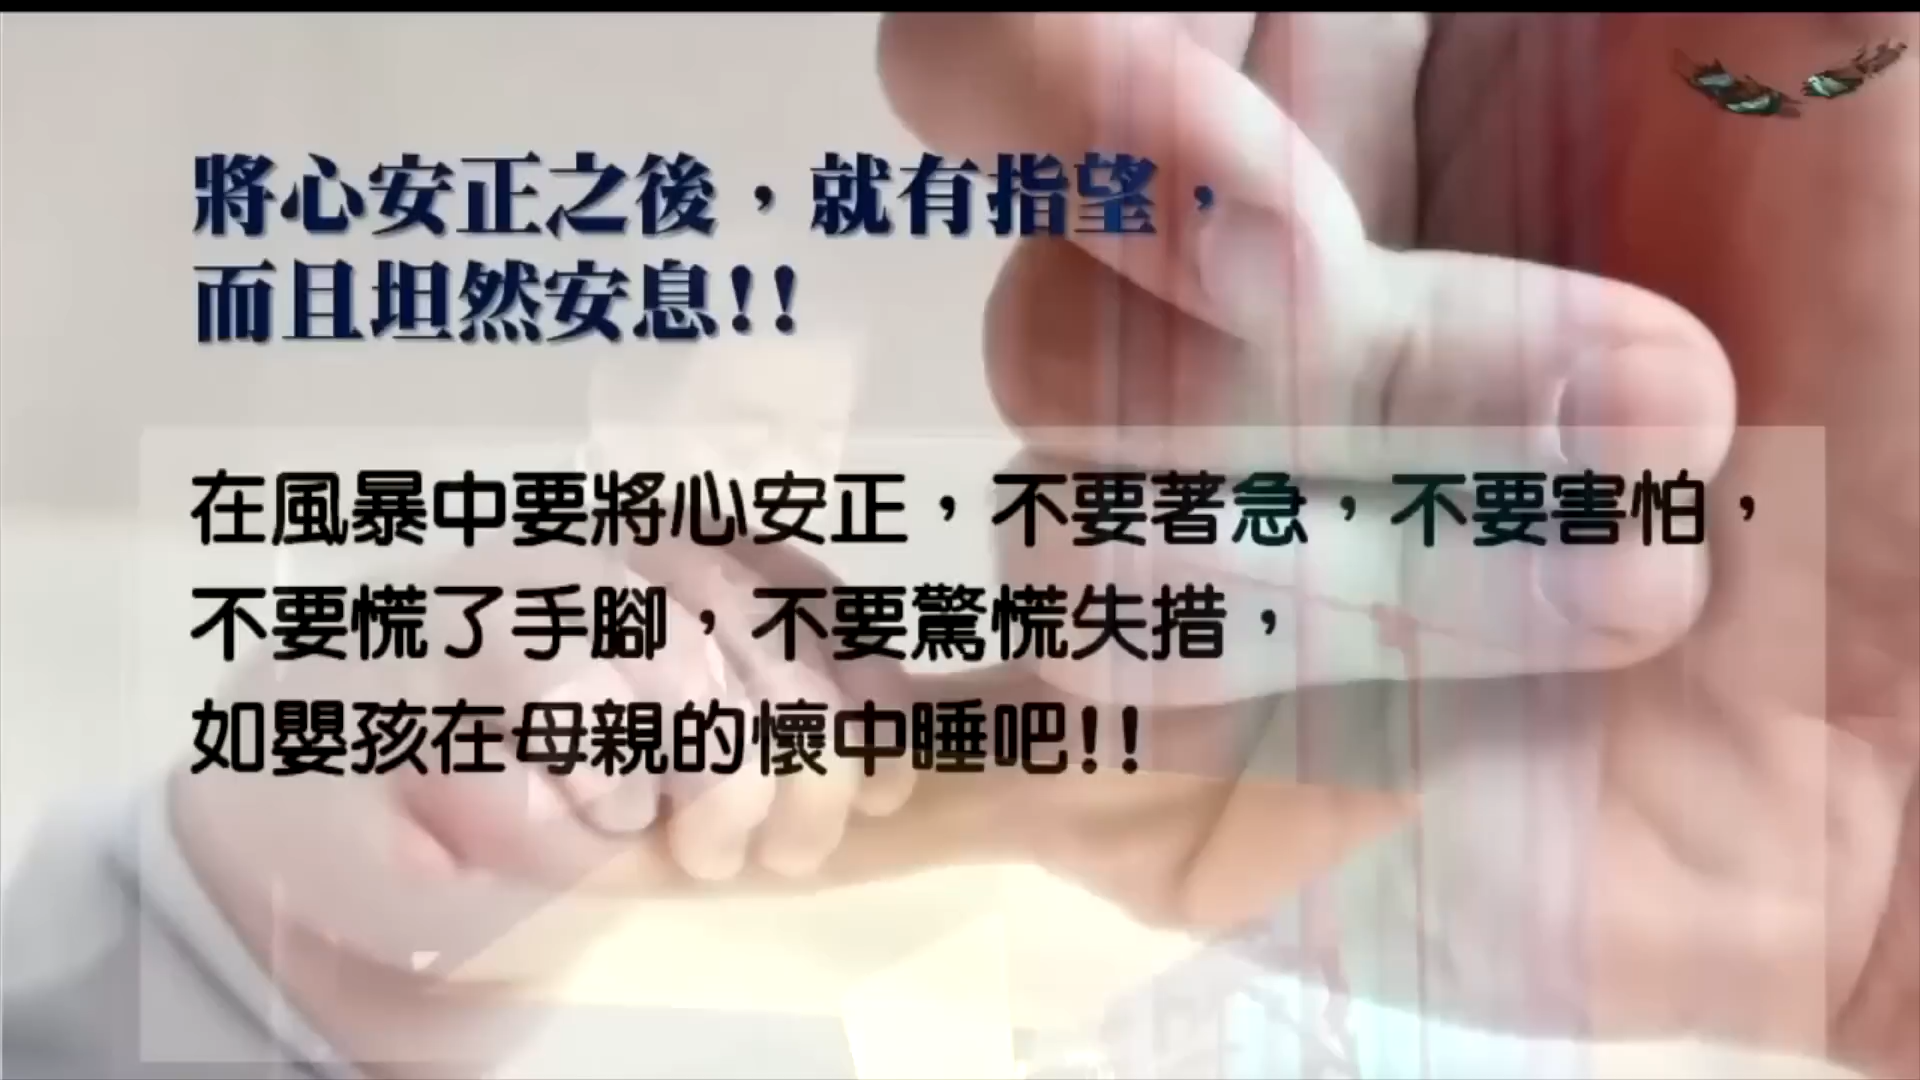 將心安正之後，就有指望，
而且坦然安息!!
在風暴中要將心安正，不要著急，不要害怕，
不要慌了手腳，不要驚慌失措，
如嬰孩在母親的懷中睡吧!!